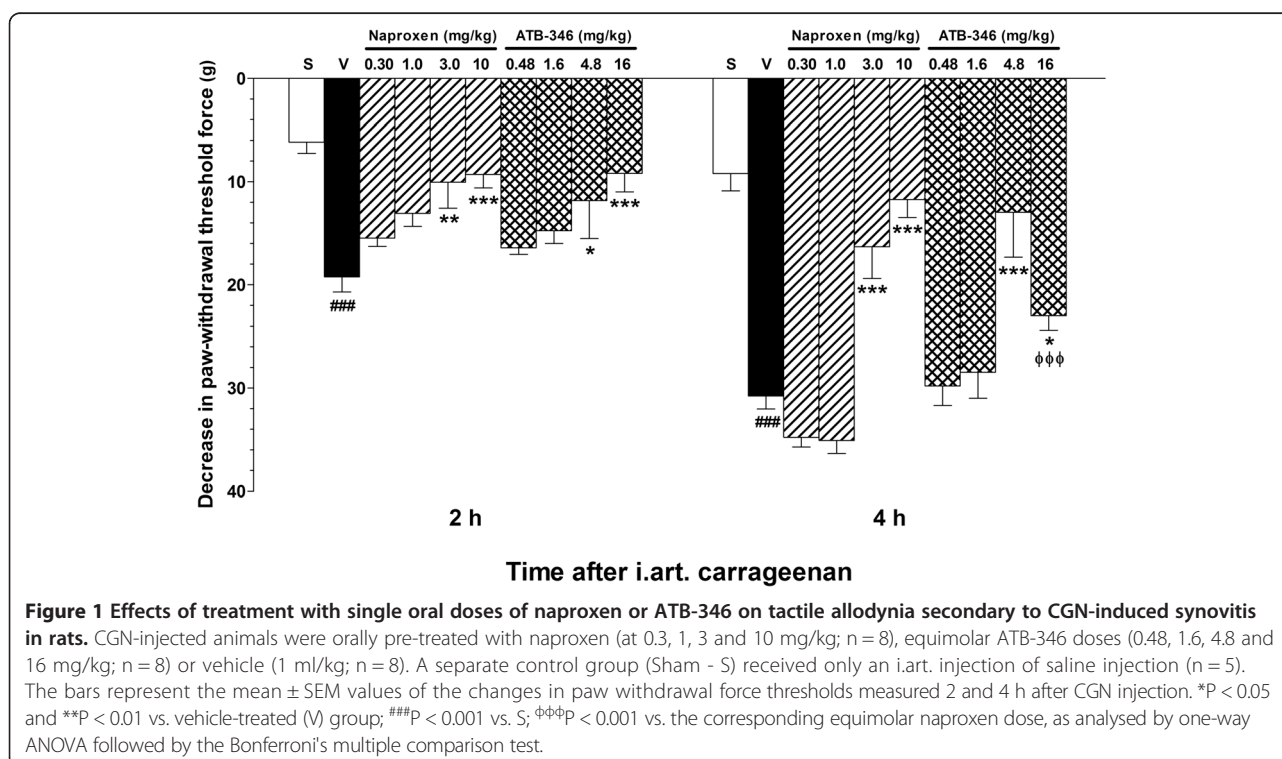 Naproxen (mg/kg) ATB-346 (mg/kg) Naproxen (mg/kg) ATB-346 (mg/kg)
S V 0.30 1.0 3.0 10 0.48 1.6 4.8 16 S V 0.30 1.0 3.0 10 0.48 1.6 4.8 16
Decrease in paw-withdrawal threshold force (g)
0
10
20
30
40
### ** *** * ***
### *** *** *** *
ϕϕϕ
2 h 4 h
Time after i.art. carrageenan
Figure 1 Effects of treatment with single oral doses of naproxen or ATB-346 on tactile allodynia secondary to CGN-induced synovitis
in rats. CGN-injected animals were orally pre-treated with naproxen (at 0.3, 1, 3 and 10 mg/kg; n = 8), equimolar ATB-346 doses (0.48, 1.6, 4.8 and
16 mg/kg; n = 8) or vehicle (1 ml/kg; n = 8). A separate control group (Sham - S) received only an i.art. injection of saline injection (n = 5).
The bars represent the mean ± SEM values of the changes in paw withdrawal force thresholds measured 2 and 4 h after CGN injection. *P < 0.05
and **P < 0.01 vs. vehicle-treated (V) group; ###P < 0.001 vs. S; ϕϕϕP < 0.001 vs. the corresponding equimolar naproxen dose, as analysed by one-way
ANOVA followed by the Bonferroni's multiple comparison test.